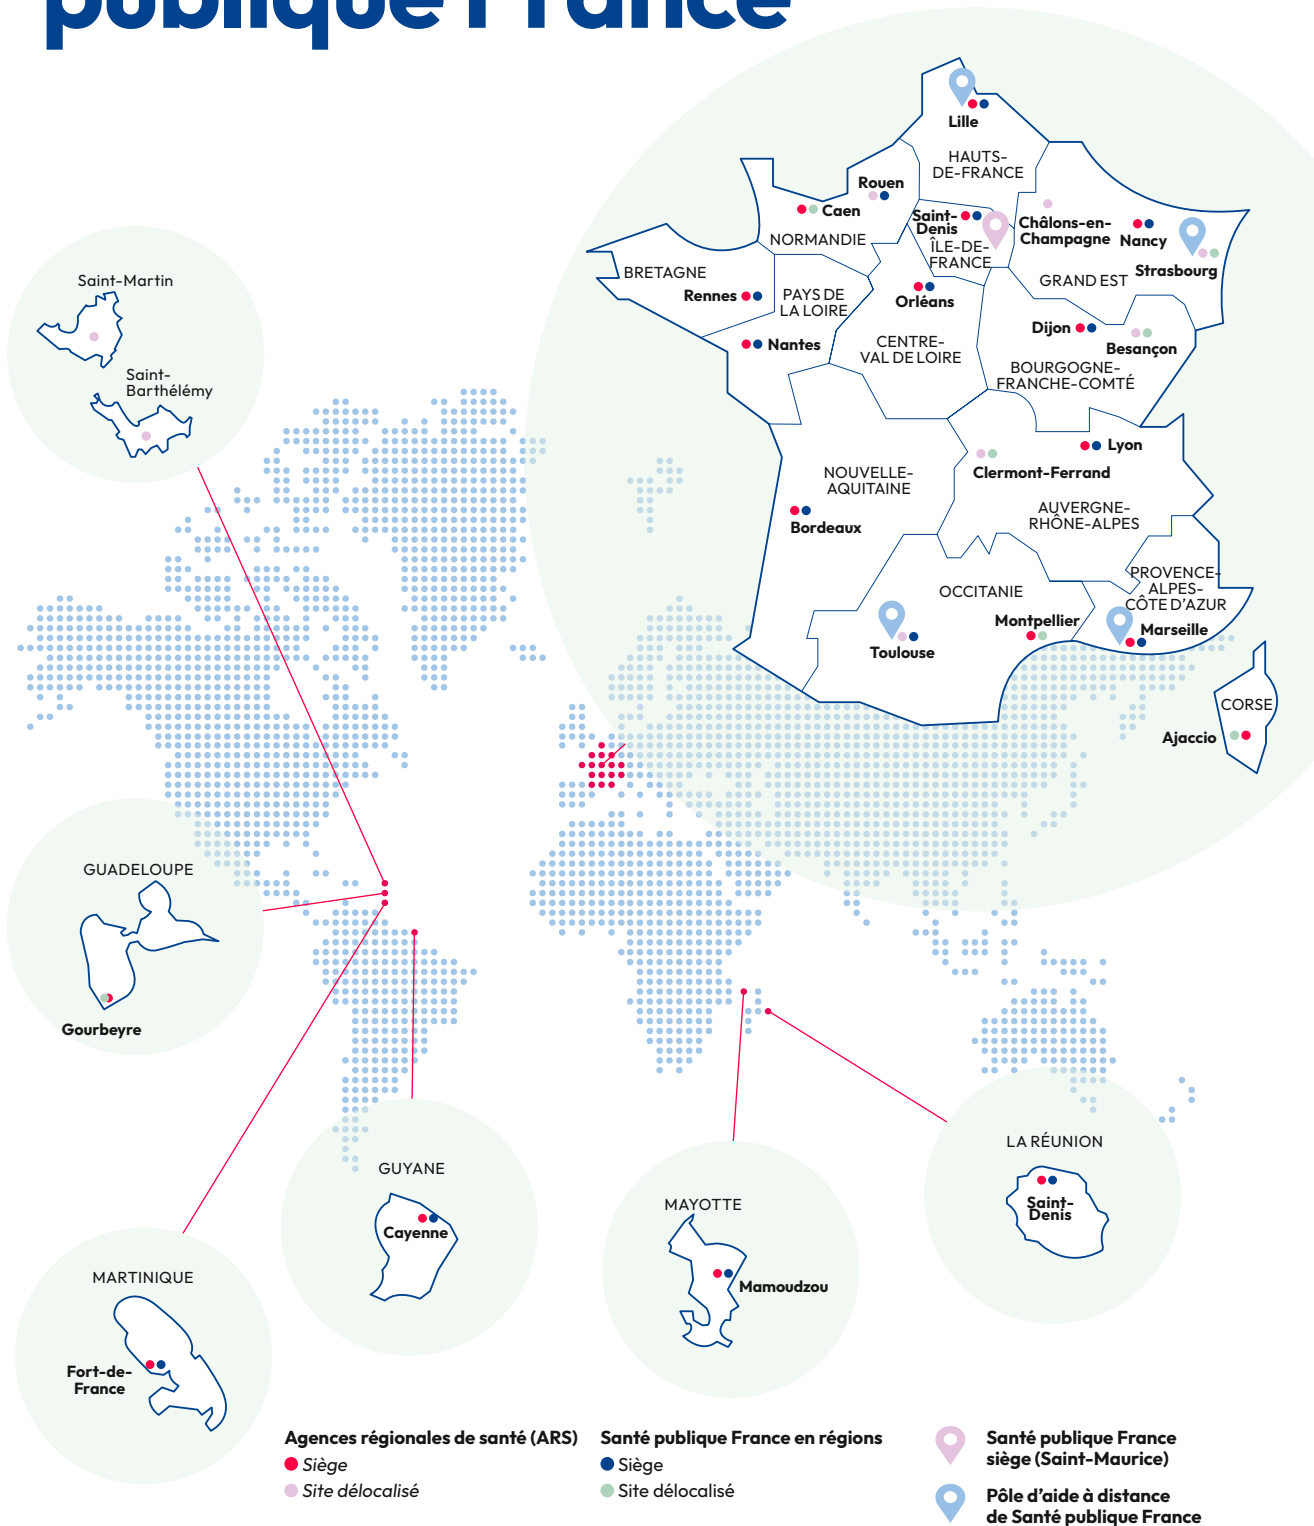 publique France
Lille
HAUTS-
DE-FRANCE
Rouen
Caen
NORMANDIE
Saint-
Denis
ÎLE-DE-
FRANCE
Châlons-en-
Champagne
Nancy
Strasbourg
GRAND EST
BRETAGNE
Rennes
PAYS DE
LA LOIRE
Nantes
Orléans
CENTRE-
VAL DE LOIRE
Dijon
Besançon
BOURGOGNE-
FRANCHE-COMTÉ
Lyon
Clermont-Ferrand
NOUVELLE-
AQUITAINE
Bordeaux
AUVERGNE-
RHÔNE-ALPES
PROVENCE-
ALPES-
CÔTE D'AZUR
OCCITANIE
Montpellier
Marseille
Toulouse
CORSE
Ajaccio
Saint-Martin
Saint-
Barthélémy
GUADELOUPE
Gourbeyre
GUYANE
Cayenne
MAYOTTE
Mamoudzou
LA RÉUNION
Saint-
Denis
MARTINIQUE
Fort-de-
France
Agences régionales de santé (ARS)
Siège
Site délocalisé
Santé publique France en régions
Siège
Site délocalisé
Santé publique France
siège (Saint-Maurice)
Pôle d'aide à distance
de Santé publique France